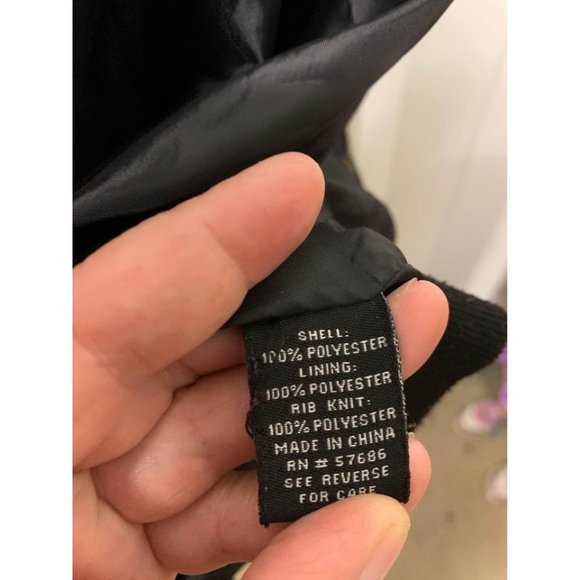 SHELL:
100% POLYESTER
LINING:
100% POLYESTER
RIB KNIT:
100% POLYESTER
MADE IN CHINA
RN # 57686
SEE REVERSE
FOR CARE